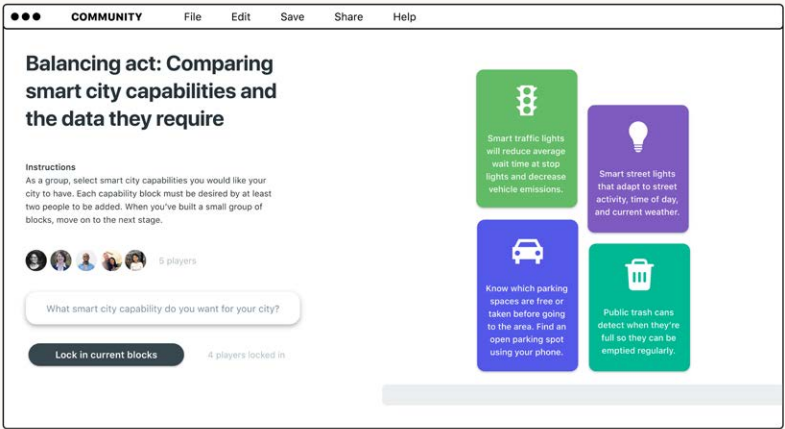 COMMUNITY File Edit Save Share Help
Balancing act: Comparing
smart city capabilities and
the data they require
Instructions
As a group, select smart city capabilities you would like your
city to have. Each capability block must be desired by at least
two people to be added. When you've built a small group of
blocks, move on to the next stage.
5 players
What smart city capability do you want for your city?
Lock in current blocks
4 players locked in
Smart traffic lights
will reduce average
wait time at stop
lights and decrease
vehicle emissions.
Smart street lights
that adapt to street
activity, time of day,
and current weather.
Know which parking
spaces are free or
taken before going
to the area. Find an
open parking spot
using your phone.
Public trash cans
detect when they're
full so they can be
emptied regularly.